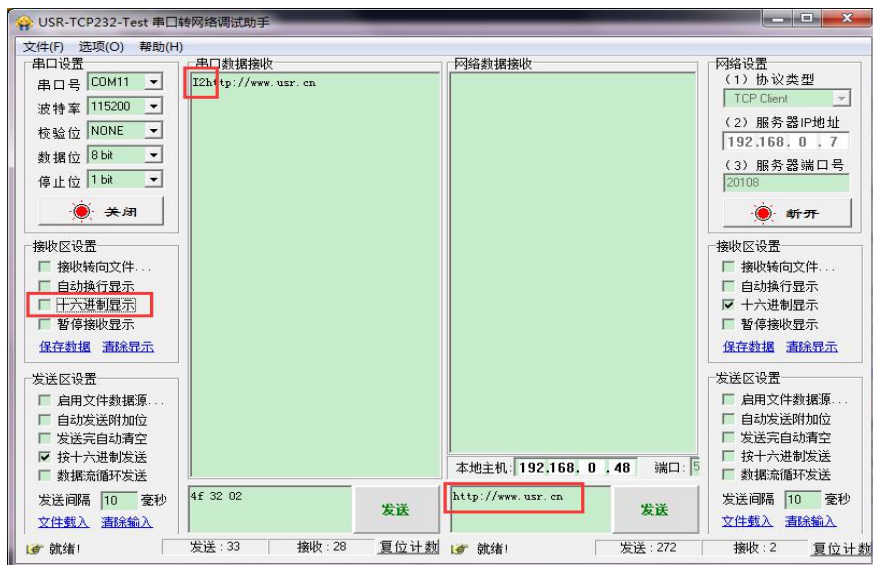 USR-TCP232-Test 串口转网络调试助手
文件(F) 选项(O) 帮助(H)
串口设置
串口号 COM11
波特率 115200
校验位 NONE
数据位 8 bit
停止位 1 bit
关闭
接收区设置
接收转向文件...
自动换行显示
十六进制显示
暂停接收显示
保存数据 清除显示
发送区设置
启用文件数据源...
自动发送附加位
发送完自动清空
按十六进制发送
数据流循环发送
发送间隔 10 毫秒
文件载入 清除输入
就绪!
串口数据接收
I2http://www.usr.cn
4f 32 02
发送
发送 : 33 接收 : 28 复位计数
网络数据接收
本地主机: 192.168. 0 .48 端口: 5
http://www.usr.cn
发送
就绪! 发送 : 272 接收 : 2 复位计数
网络设置
(1) 协议类型
TCP Client
(2) 服务器IP地址
192.168. 0 . 7
(3) 服务器端口号
20108
断开
接收区设置
接收转向文件...
自动换行显示
十六进制显示
暂停接收显示
保存数据 清除显示
发送区设置
启用文件数据源...
自动发送附加位
发送完自动清空
按十六进制发送
数据流循环发送
发送间隔 10 毫秒
文件载入 清除输入